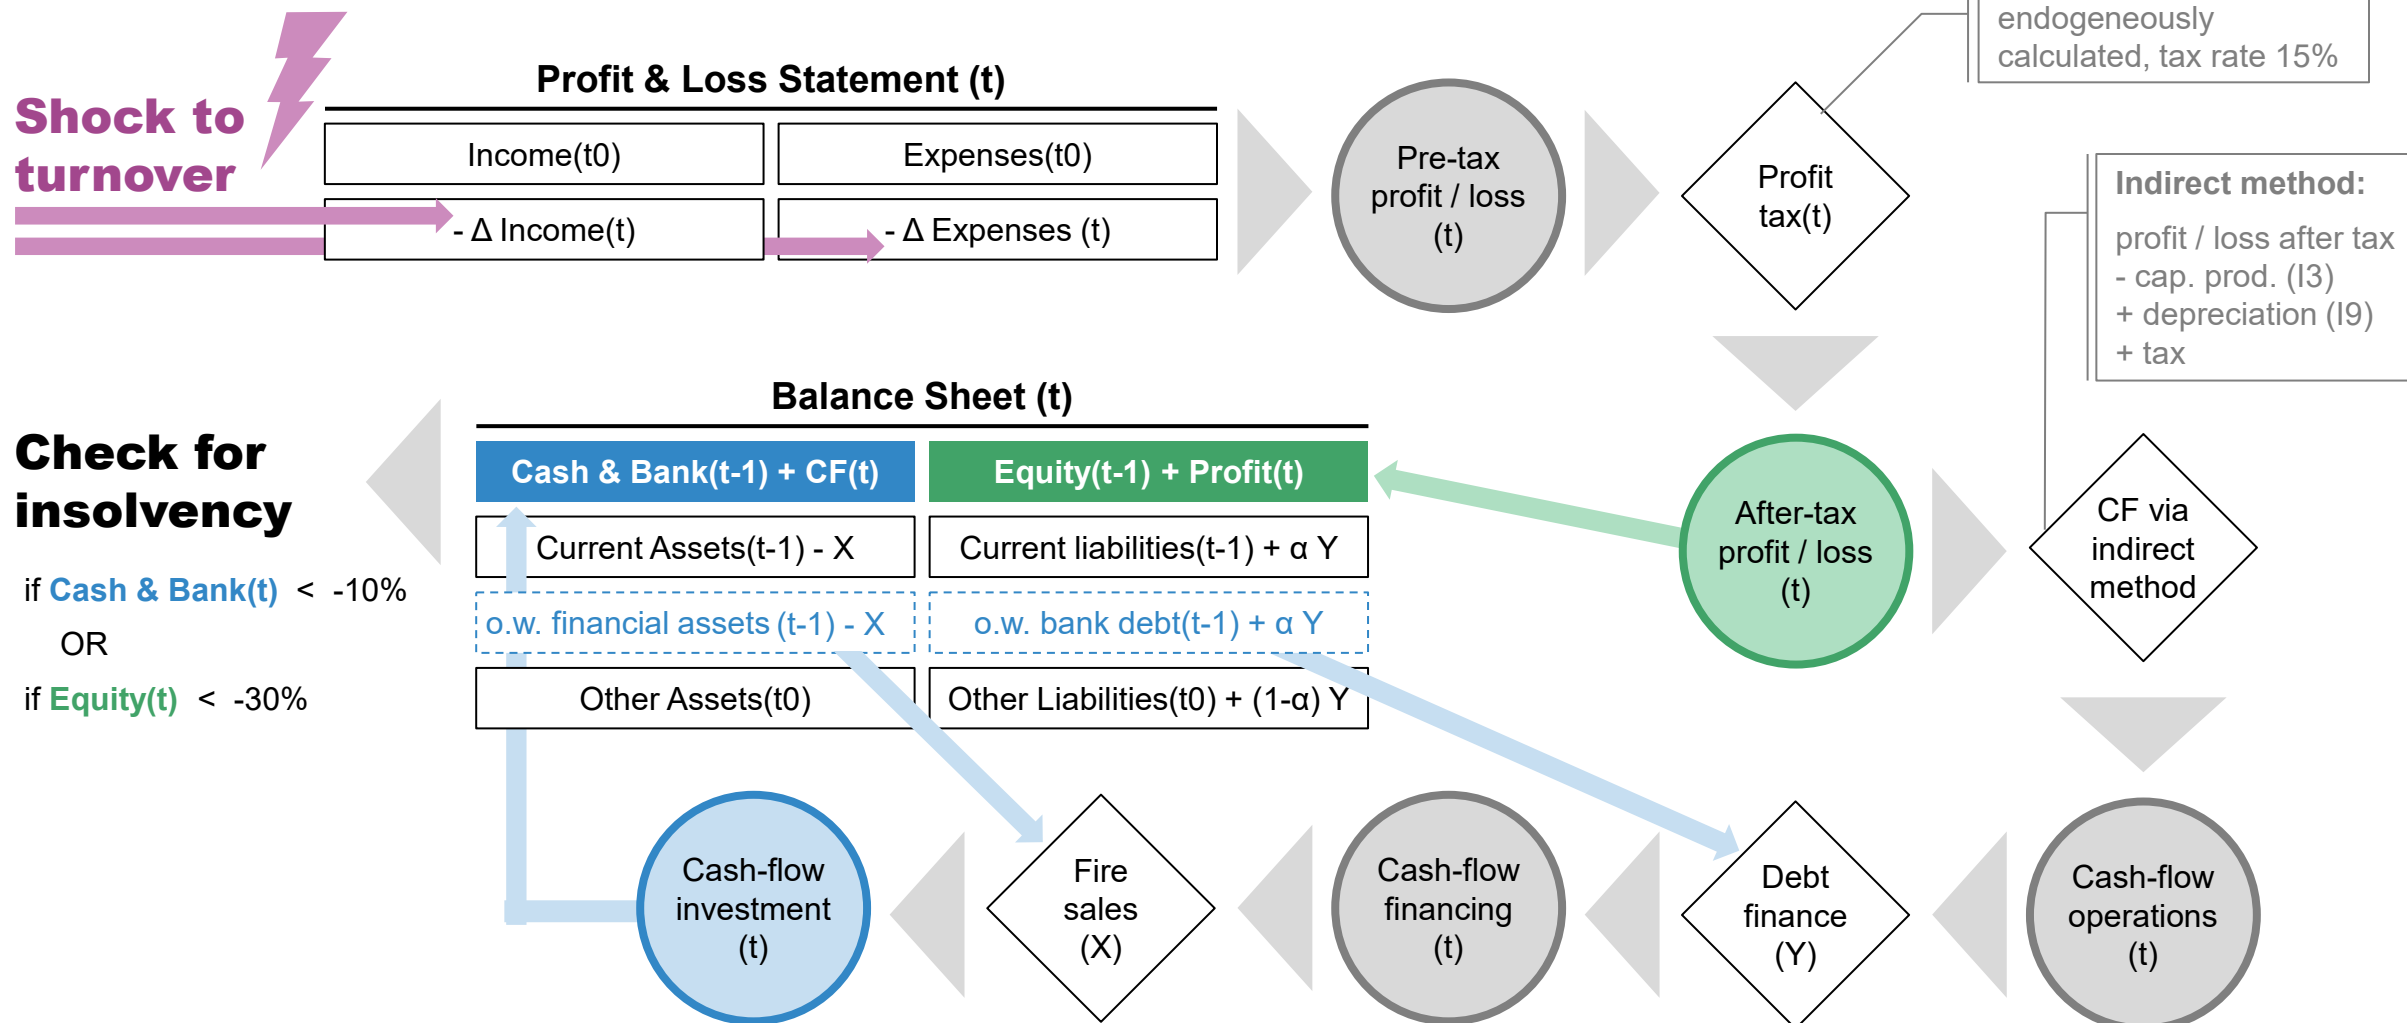 endogeneously
calculated, tax rate 15%
Profit & Loss Statement (t)
Shock to
turnover
Income(t0)
Expenses(t0)
- Δ Income(t)
- Δ Expenses (t)
Pre-tax
profit / loss
(t)
Profit
tax(t)
Indirect method:
profit / loss after tax
- cap. prod. (I3)
+ depreciation (I9)
+ tax
Balance Sheet (t)
Check for
insolvency
if Cash & Bank(t) < -10%
OR
if Equity(t) < -30%
Cash & Bank(t-1) + CF(t)
Equity(t-1) + Profit(t)
Current Assets(t-1) - X
Current liabilities(t-1) + α Y
o.w. financial assets (t-1) - X
o.w. bank debt(t-1) + α Y
Other Assets(t0)
Other Liabilities(t0) + (1-α) Y
After-tax
profit / loss
(t)
CF via
indirect
method
Cash-flow
investment
(t)
Fire
sales
(X)
Cash-flow
financing
(t)
Debt
finance
(Y)
Cash-flow
operations
(t)